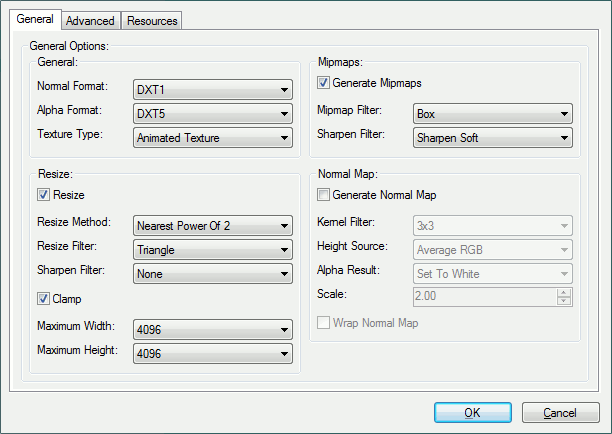 General Advanced Resources
General Options:
General:
Normal Format: DXT1
Alpha Format: DXT5
Texture Type: Animated Texture
Mipmaps:
Generate Mipmaps
Mipmap Filter: Box
Sharpen Filter: Sharpen Soft
Resize:
Resize
Resize Method: Nearest Power Of 2
Resize Filter: Triangle
Sharpen Filter: None
Clamp
Maximum Width: 4096
Maximum Height: 4096
Normal Map:
Generate Normal Map
Kernel Filter: 3x3
Height Source: Average RGB
Alpha Result: Set To White
Scale: 2.00
Wrap Normal Map
OK Cancel